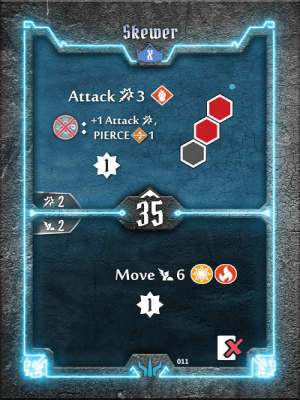 Skewer
X
Attack 3
+1 Attack,
PIERCE 1
1
2
35
2
Move 6
1
011